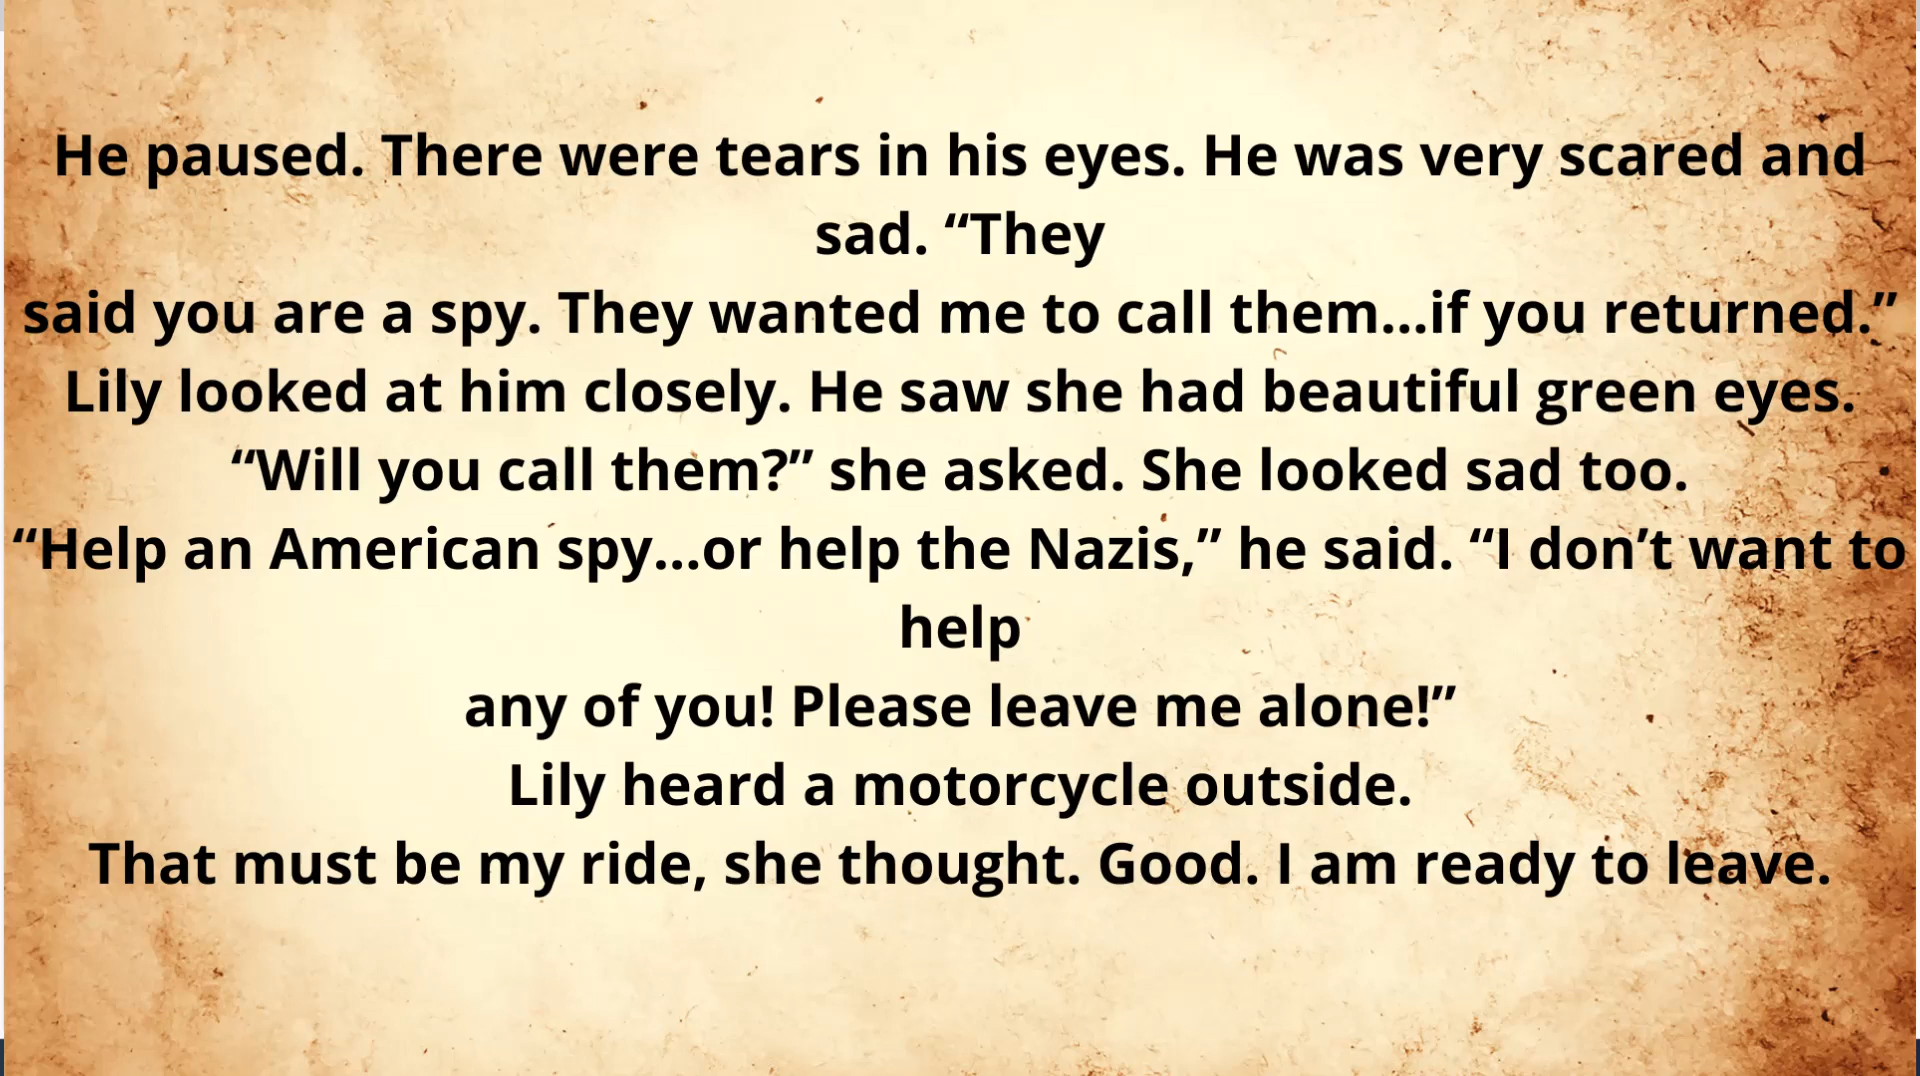 He paused. There were tears in his eyes. He was very scared and
sad. “They
said you are a spy. They wanted me to call them...if you returned.”
Lily looked at him closely. He saw she had beautiful green eyes.
“Will you call them?” she asked. She looked sad too.
“Help an American spy...or help the Nazis,” he said. “I don’t want to
help
any of you! Please leave me alone!”
Lily heard a motorcycle outside.
That must be my ride, she thought. Good. I am ready to leave.